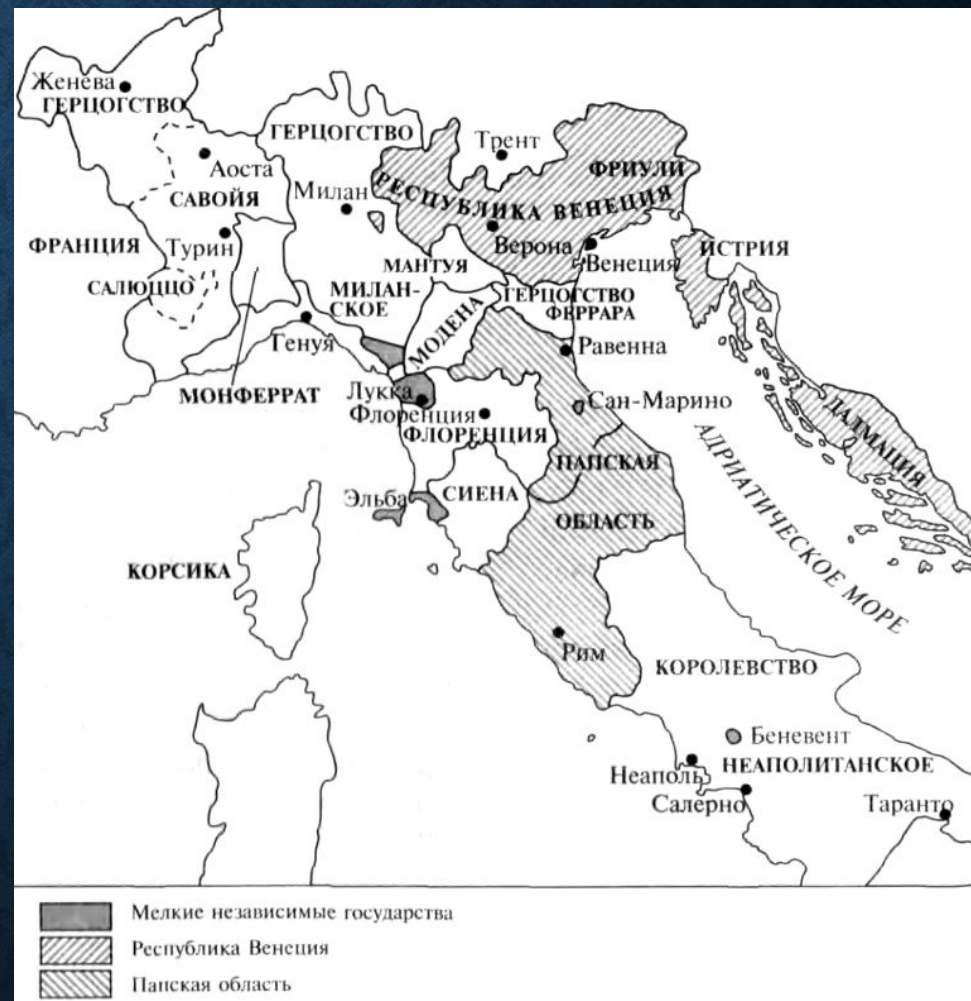 Женева
ГЕРЦОГСТВО
Аоста
САВОЙЯ
ФРАНЦИЯ
Турин
САЛЮЦЦО
ГЕРЦОГСТВО
Милан
МИЛАН-
СКОЕ
Генуя
МОНФЕРРАТ
Трент
ФРИУЛИ
РЕСПУБЛИКА ВЕНЕЦИЯ
Верона
Венеция
ИСТРИЯ
МАНТУЯ
ГЕРЦОГСТВО
ФЕРРАРА
МОДЕНА
Равенна
Лукка
Флоренция
ФЛОРЕНЦИЯ
Сан-Марино
ДАЛМАЦИЯ
АДРИАТИЧЕСКОЕ МОРЕ
ПАПСКАЯ
ОБЛАСТЬ
СИЕНА
Эльба
КОРСИКА
Рим
КОРОЛЕВСТВО
Беневент
НЕАПОЛИТАНСКОЕ
Неаполь
Салерно
Таранто
Мелкие независимые государства
Республика Венеция
Папская область